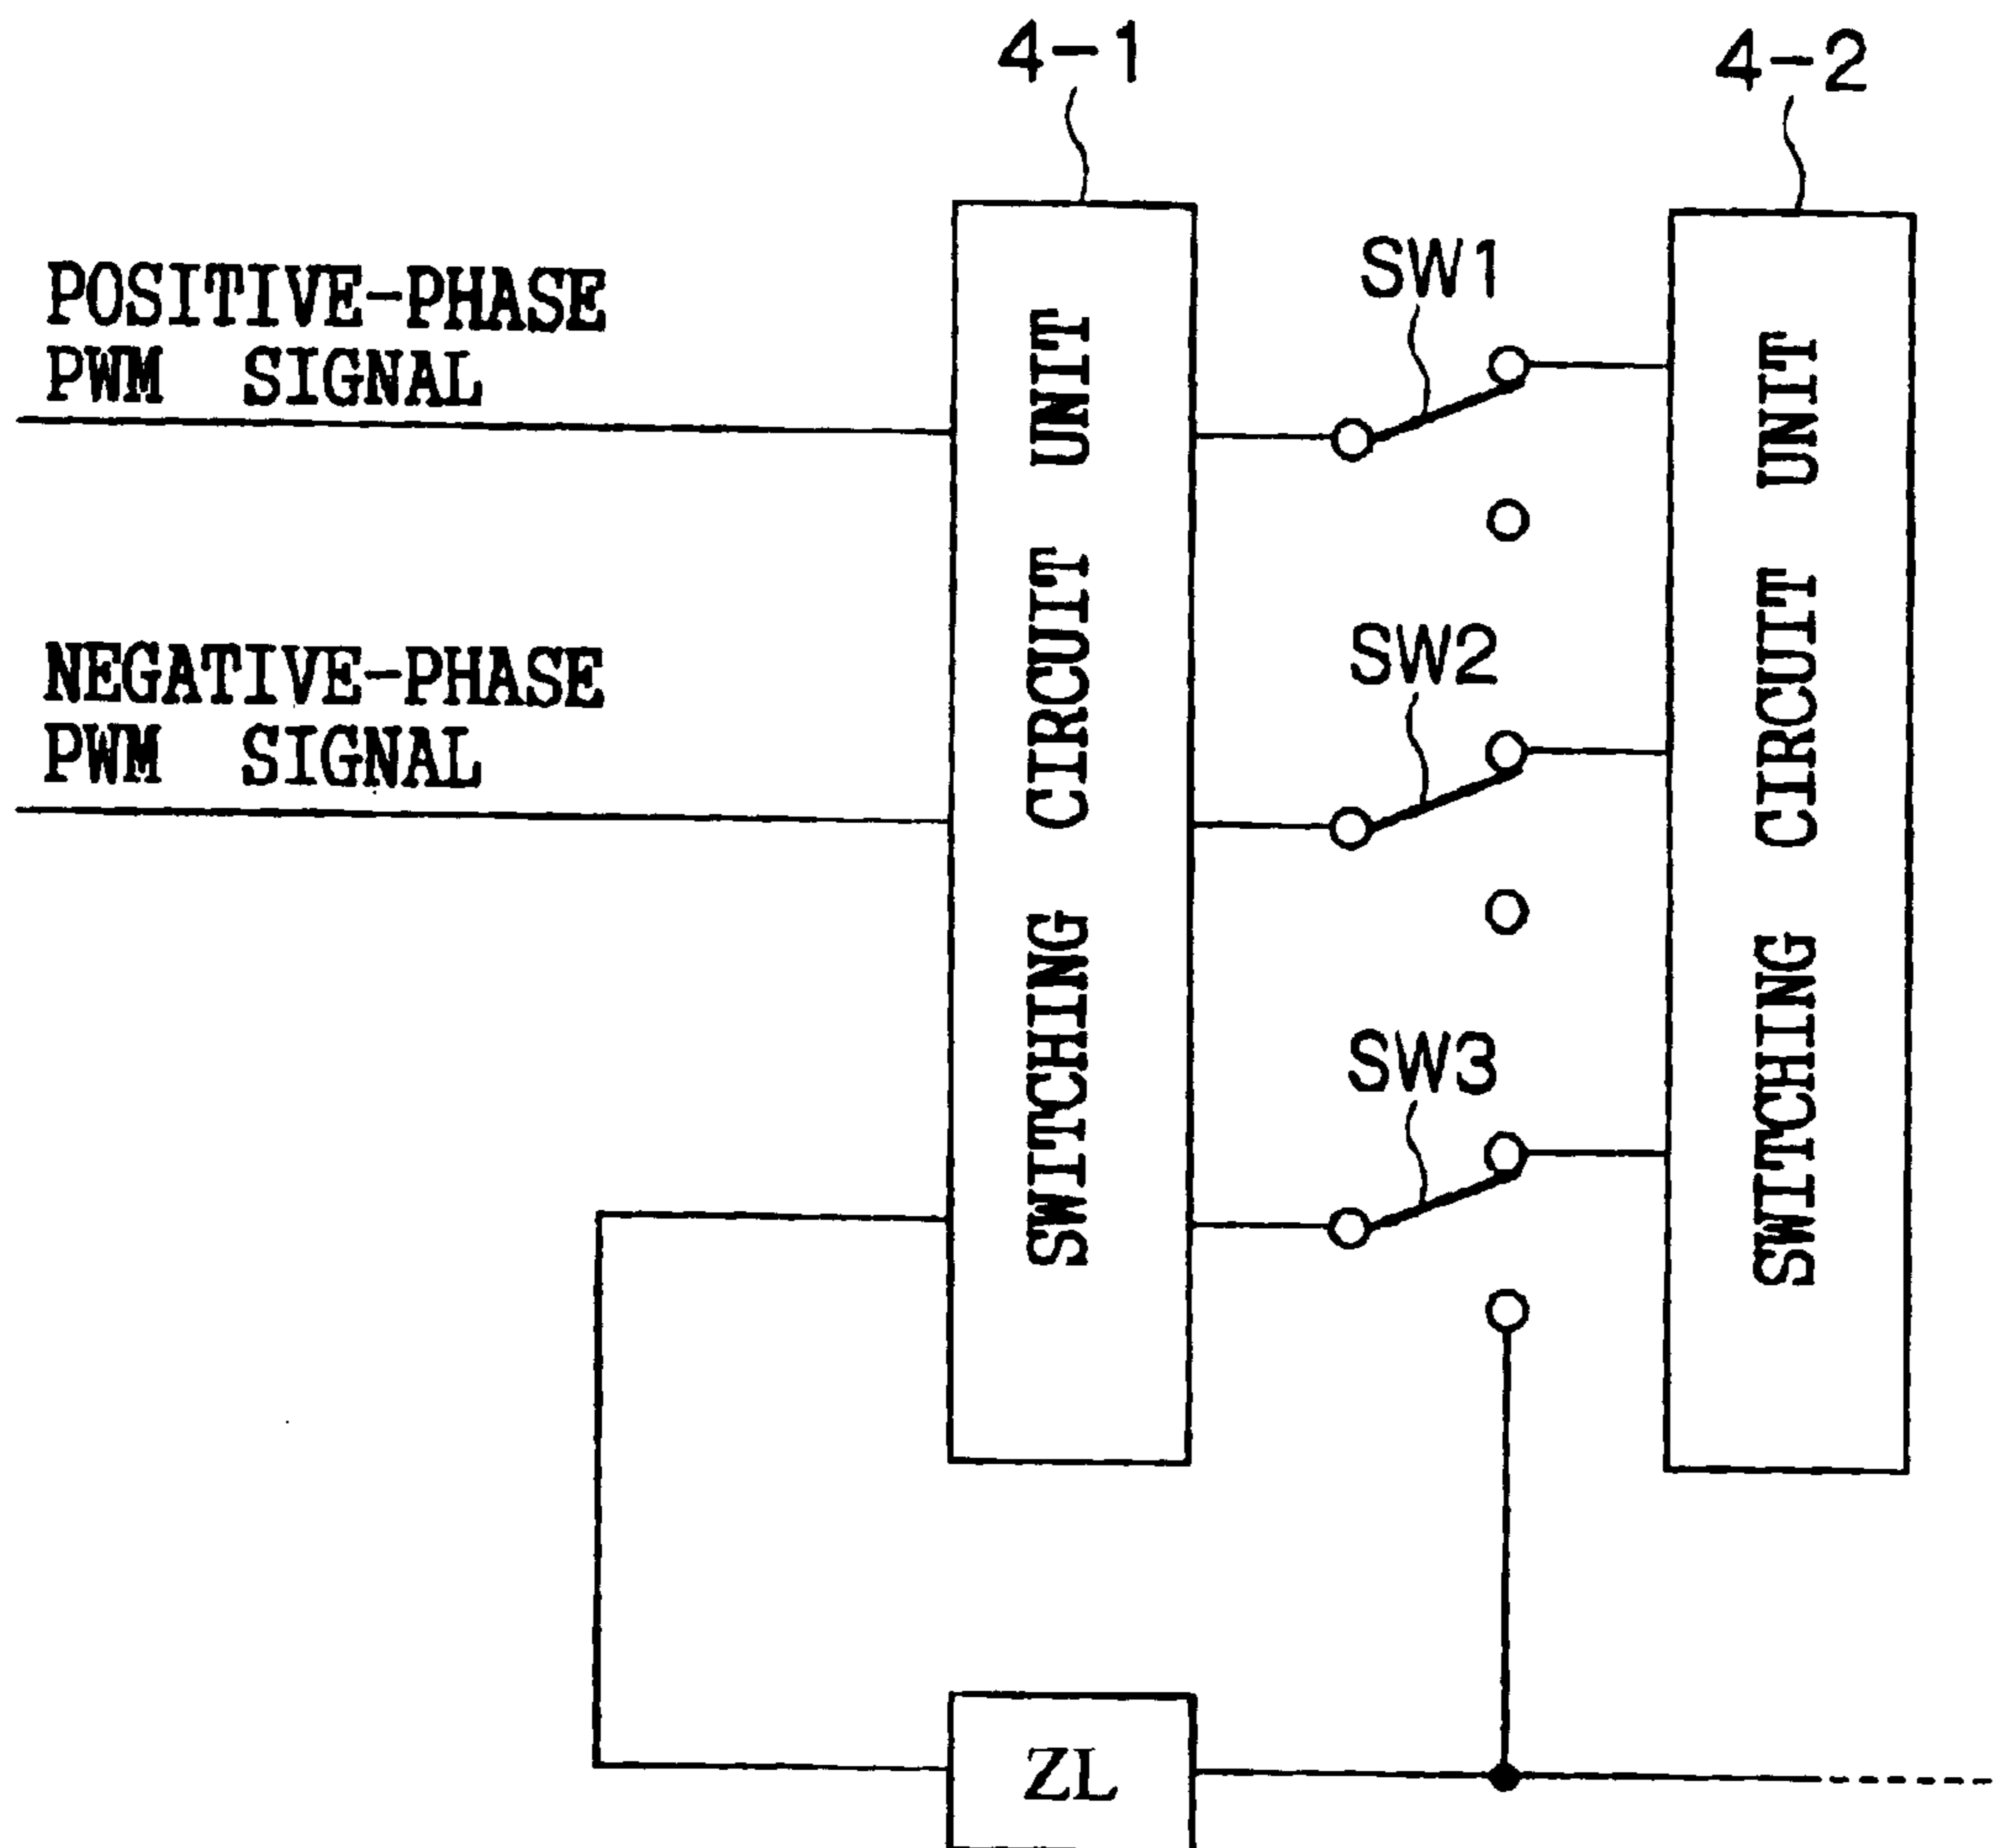 4-1
4-2
POSITIVE-PHASE
PWM SIGNAL
SW1
SWITCHING CIRCUIT UNIT
SWITCHING CIRCUIT UNIT
NEGATIVE-PHASE
PWM SIGNAL
SW2
SW3
ZL